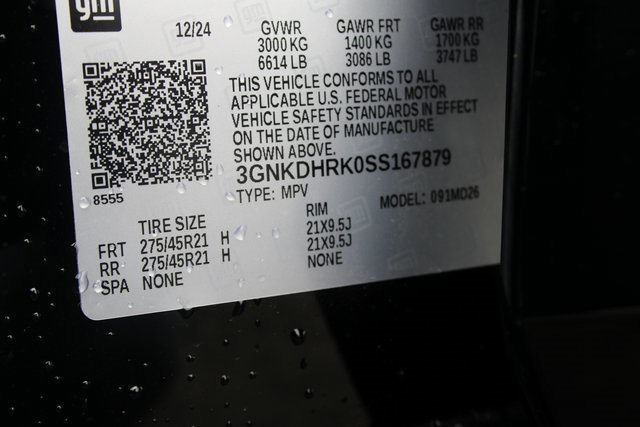 gm
12/24 GVWR GAWR FRT GAWR RR
3000 KG 1400 KG 1700 KG
6614 LB 3086 LB 3747 LB
THIS VEHICLE CONFORMS TO ALL
APPLICABLE U.S. FEDERAL MOTOR
VEHICLE SAFETY STANDARDS IN EFFECT
ON THE DATE OF MANUFACTURE
SHOWN ABOVE.
3GNKDHRK0SS167879
8555 TYPE: MPV MODEL: 091MD26
TIRE SIZE RIM
FRT 275/45R21 H 21X9.5J
RR 275/45R21 H 21X9.5J
SPA NONE NONE